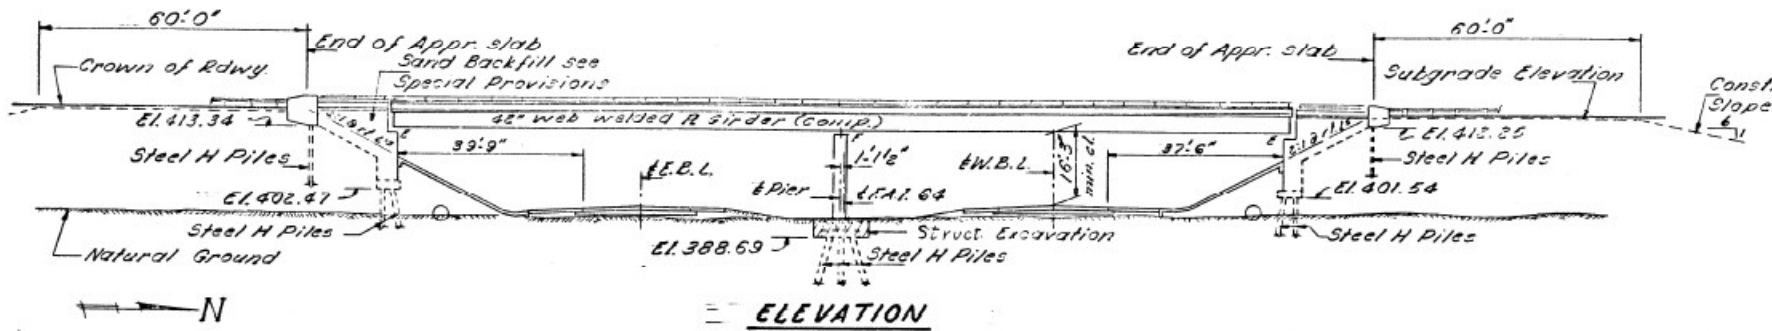 60'-0"
End of Appr. slab
Sand Backfill see
Special Provisions
Crown of Rdwy.
El. 413.34
Steel H Piles
El. 402.47
Steel H Piles
Natural Ground
N
42" Web Welded ℞ Girder (Comp.)
E
39'-9"
℄ E.B.L.
F
1'-1½"
℄ Pier
℄ F.A.I. 64
El. 388.69
Struct. Excavation
Steel H Piles
℄ W.B.L.
16'-3"
min. cl.
37'-6"
E
End of Appr. slab
60'-0"
Subgrade Elevation
Const.
Slope
6
1
El. 412.25
Steel H Piles
El. 401.54
Steel H Piles
ELEVATION